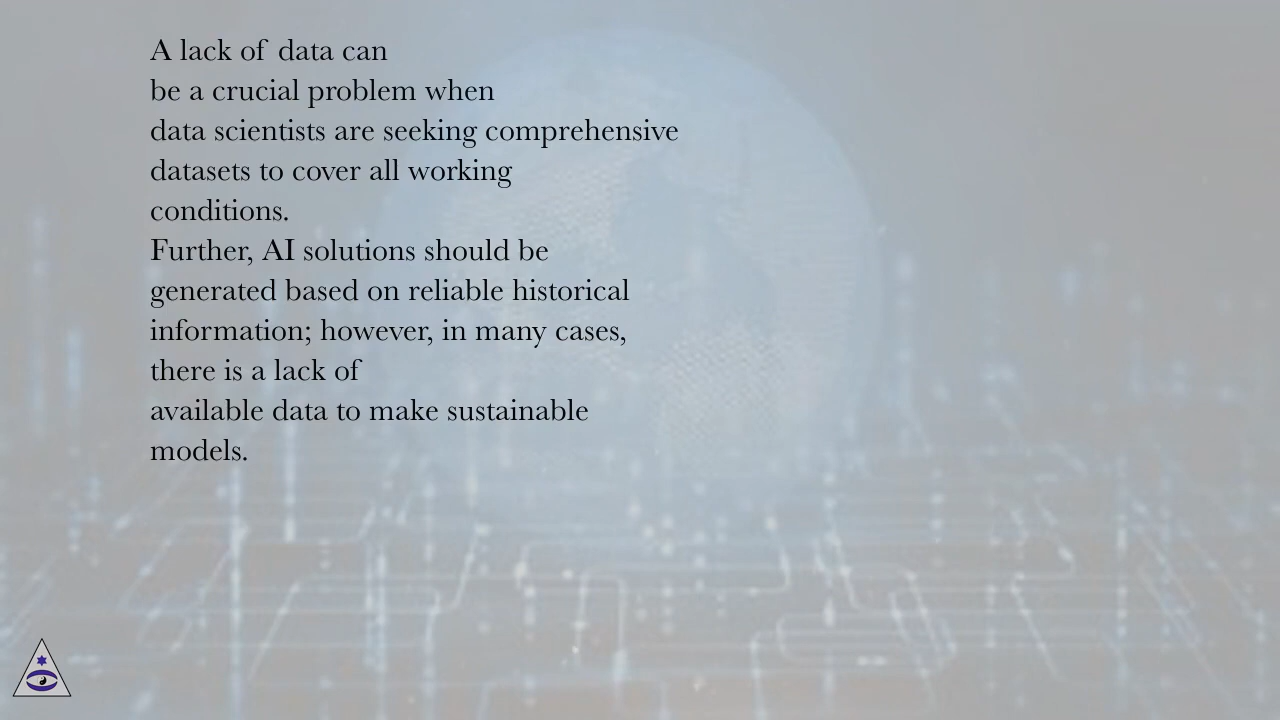 A lack of data can
be a crucial problem when
data scientists are seeking comprehensive
datasets to cover all working
conditions.
Further, AI solutions should be
generated based on reliable historical
information; however, in many cases,
there is a lack of
available data to make sustainable
models.